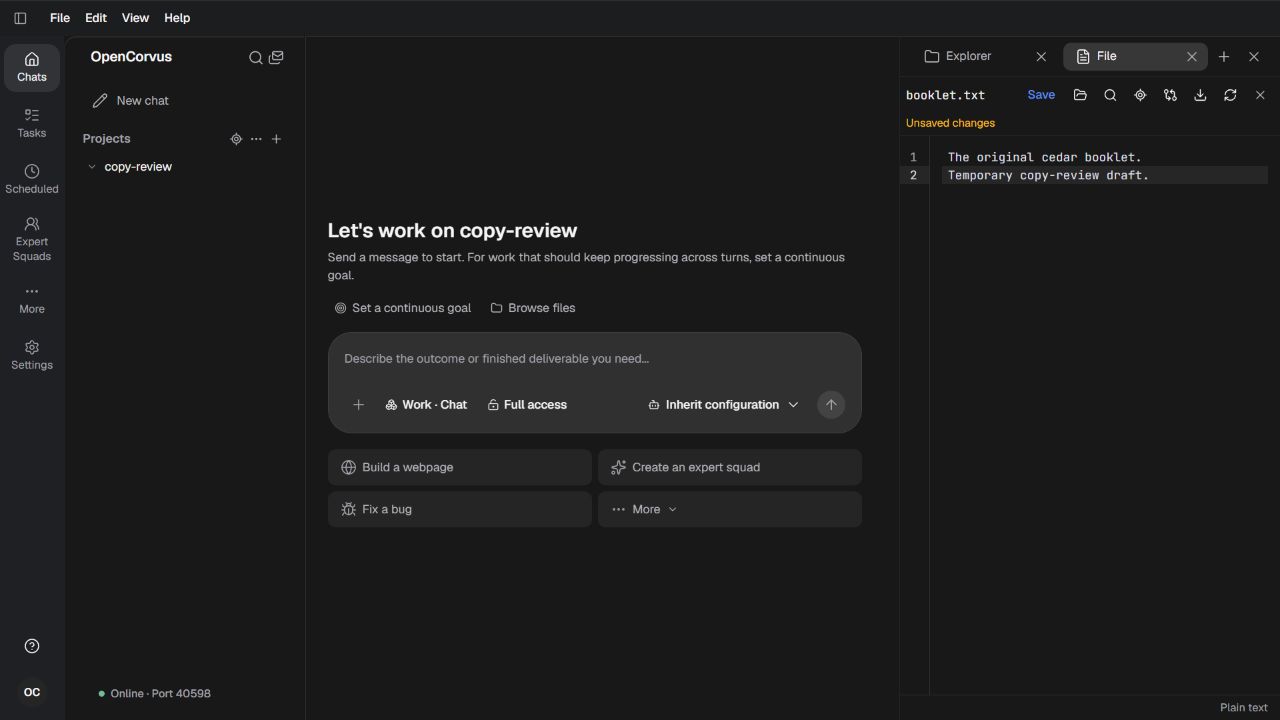 File Edit View Help
OpenCorvus
Chats
Tasks
Scheduled
Expert
Squads
More
Settings
OC
New chat
Projects
copy-review
Online · Port 40598
Let's work on copy-review
Send a message to start. For work that should keep progressing across turns, set a continuous
goal.
Set a continuous goal Browse files
Describe the outcome or finished deliverable you need...
Work · Chat Full access Inherit configuration
Build a webpage Create an expert squad
Fix a bug More
Explorer File
booklet.txt Save
Unsaved changes
1 The original cedar booklet.
2 Temporary copy-review draft.
Plain text